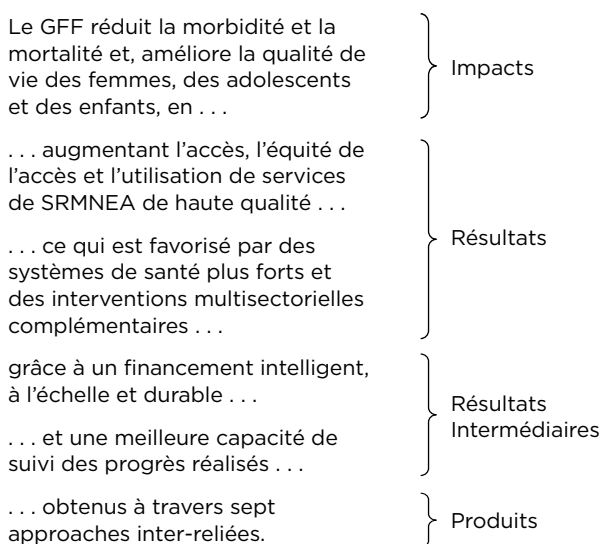 Le GFF réduit la morbidité et la
mortalité et, améliore la qualité de
vie des femmes, des adolescents
et des enfants, en . . .
Impacts
. . . augmentant l’accès, l’équité de
l’accès et l’utilisation de services
de SRMNEA de haute qualité . . .
. . . ce qui est favorisé par des
systèmes de santé plus forts et
des interventions multisectorielles
complémentaires . . .
Résultats
grâce à un financement intelligent,
à l’échelle et durable . . .
. . . et une meilleure capacité de
suivi des progrès réalisés . . .
Résultats
Intermédiaires
. . . obtenus à travers sept
approches inter-reliées.
Produits